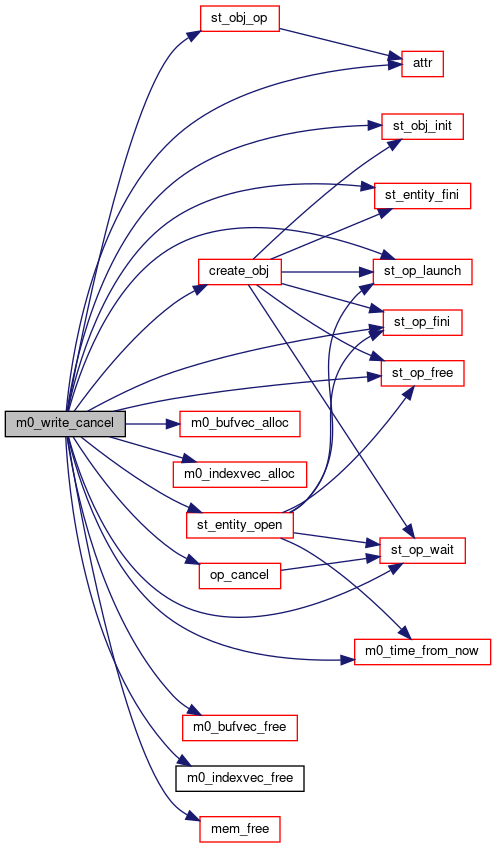 st_obj_op
attr
st_obj_init
st_entity_fini
create_obj
st_op_launch
st_op_fini
st_op_free
m0_write_cancel
m0_bufvec_alloc
m0_indexvec_alloc
st_entity_open
st_op_wait
op_cancel
m0_time_from_now
m0_bufvec_free
m0_indexvec_free
mem_free